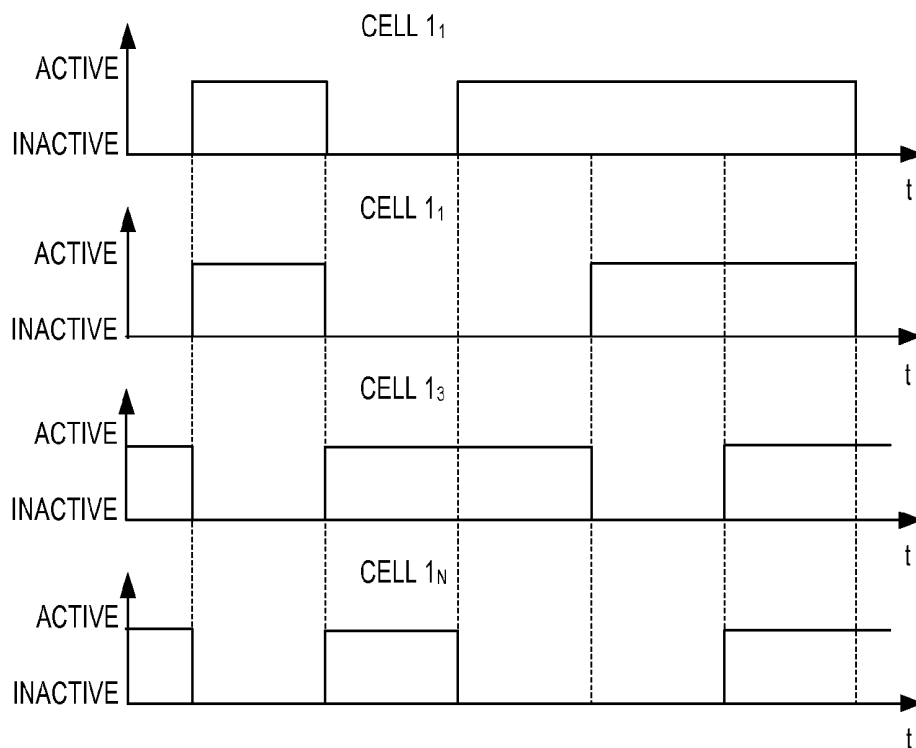 CELL 1₁
ACTIVE
INACTIVE
t
CELL 1₁
ACTIVE
INACTIVE
t
CELL 1₃
ACTIVE
INACTIVE
t
CELL 1N
ACTIVE
INACTIVE
t